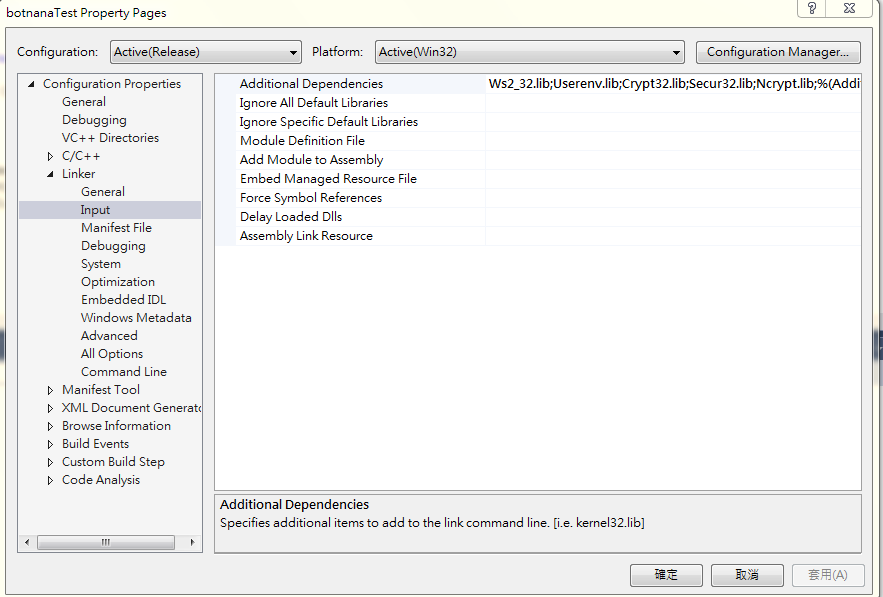 botnanaTest Property Pages
Configuration: Active(Release) Platform: Active(Win32) Configuration Manager...
Configuration Properties
General
Debugging
VC++ Directories
C/C++
Linker
General
Input
Manifest File
Debugging
System
Optimization
Embedded IDL
Windows Metadata
Advanced
All Options
Command Line
Manifest Tool
XML Document Generato
Browse Information
Build Events
Custom Build Step
Code Analysis
Additional Dependencies Ws2_32.lib;Userenv.lib;Crypt32.lib;Secur32.lib;Ncrypt.lib;%(Addi
Ignore All Default Libraries
Ignore Specific Default Libraries
Module Definition File
Add Module to Assembly
Embed Managed Resource File
Force Symbol References
Delay Loaded Dlls
Assembly Link Resource
Additional Dependencies
Specifies additional items to add to the link command line. [i.e. kernel32.lib]
確定 取消 套用(A)